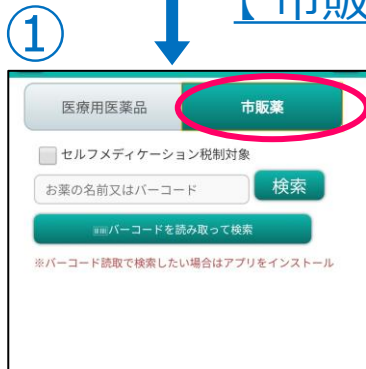 ①
【市販
医療用医薬品
市販薬
セルフメディケーション税制対象
お薬の名前又はバーコード
検索
バーコードを読み取って検索
※バーコード読取で検索したい場合はアプリをインストール